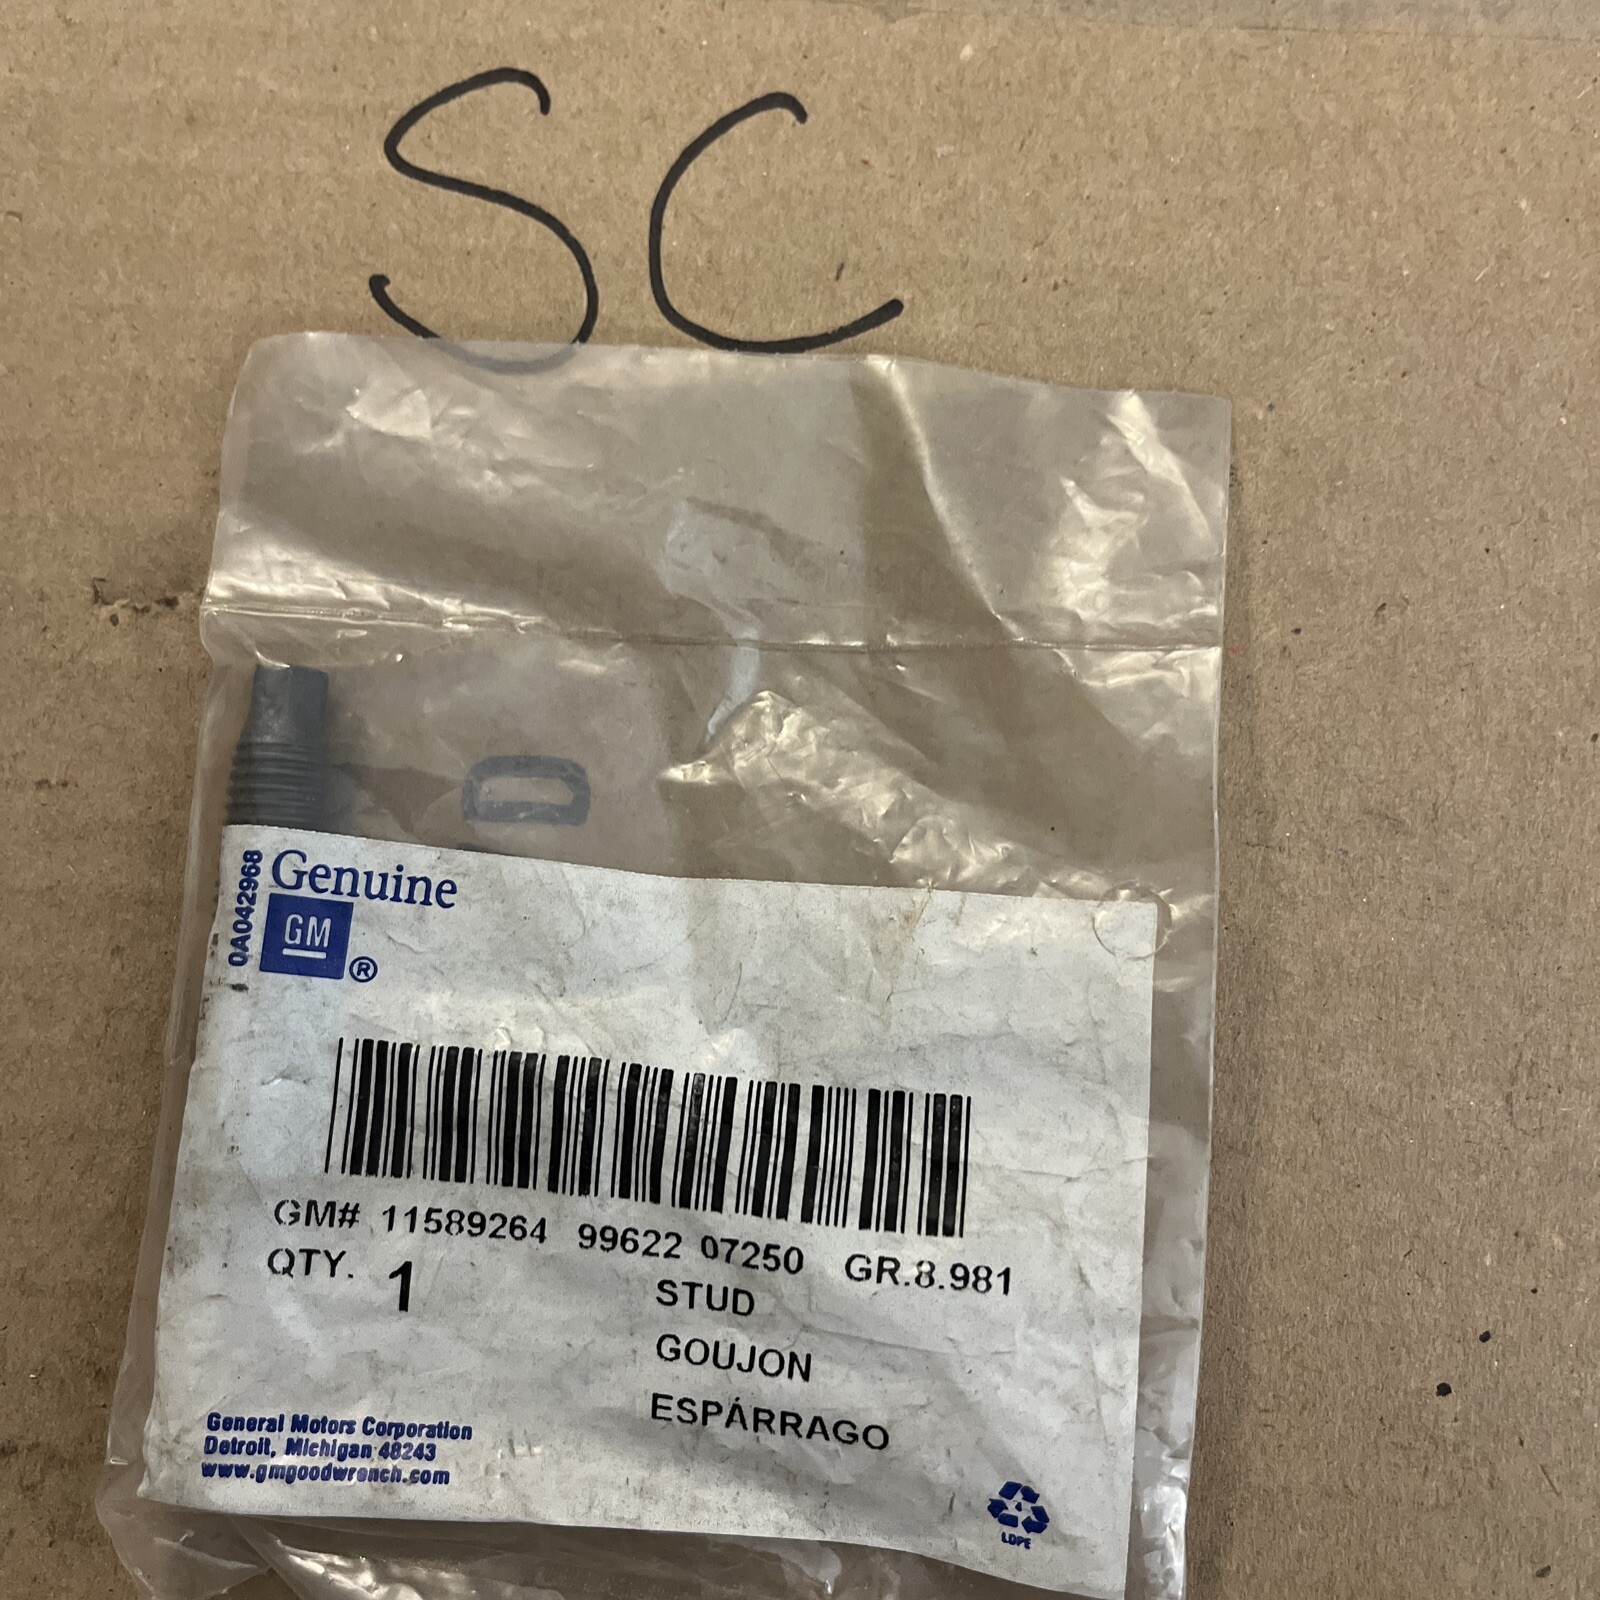 SC
0A042968
Genuine
GM ®
GM# 11589264 99622 07250 GR.8.981
QTY. 1
STUD
GOUJON
ESPÁRRAGO
General Motors Corporation
Detroit, Michigan 48243
www.gmgoodwrench.com
LDPE